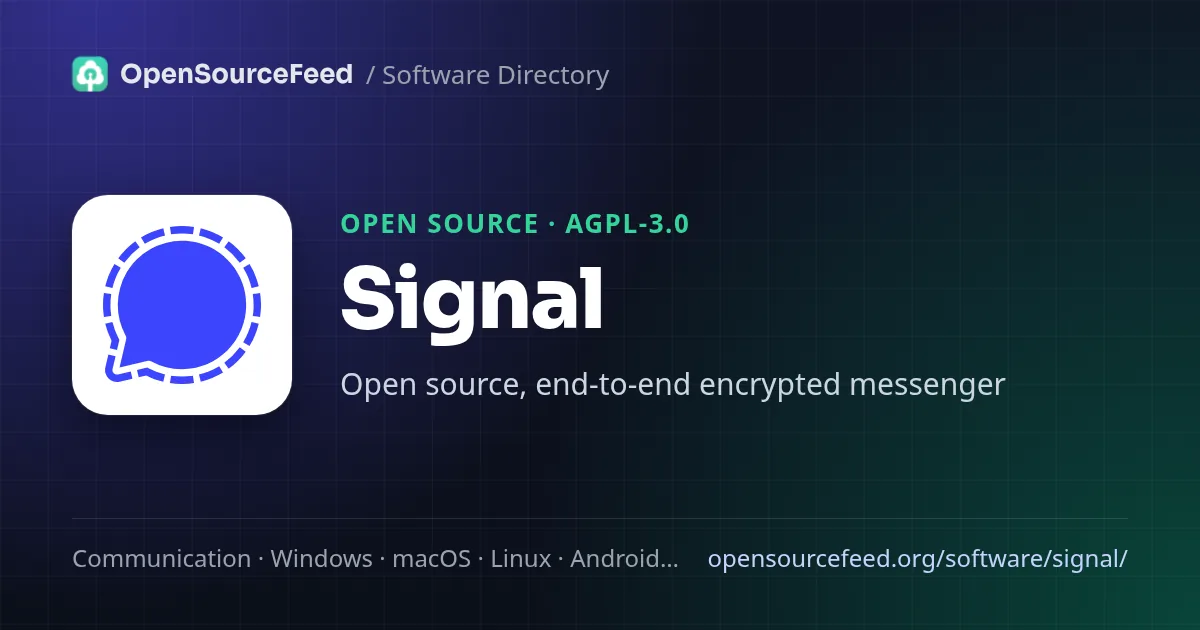 OpenSourceFeed / Software Directory
OPEN SOURCE · AGPL-3.0
Signal
Open source, end-to-end encrypted messenger
Communication · Windows · macOS · Linux · Android... opensourcefeed.org/software/signal/